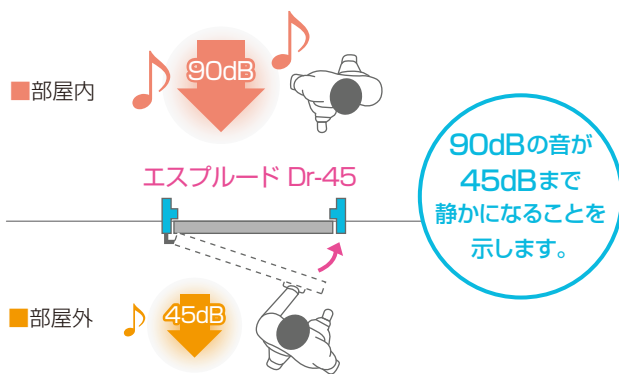 90dB
■部屋内
エスプルード Dr-45
90dBの音が
45dBまで
静かになることを
示します。
■部屋外
45dB